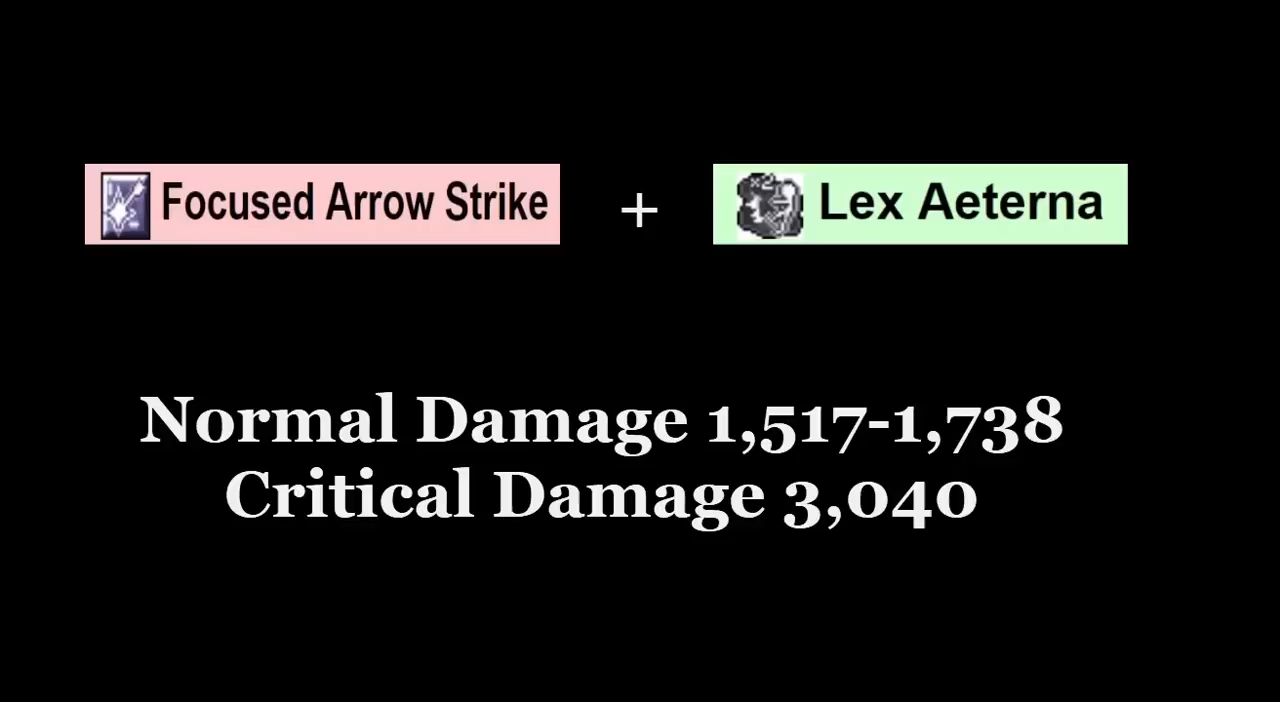 Focused Arrow Strike + Lex Aeterna
Normal Damage 1,517-1,738
Critical Damage 3,040